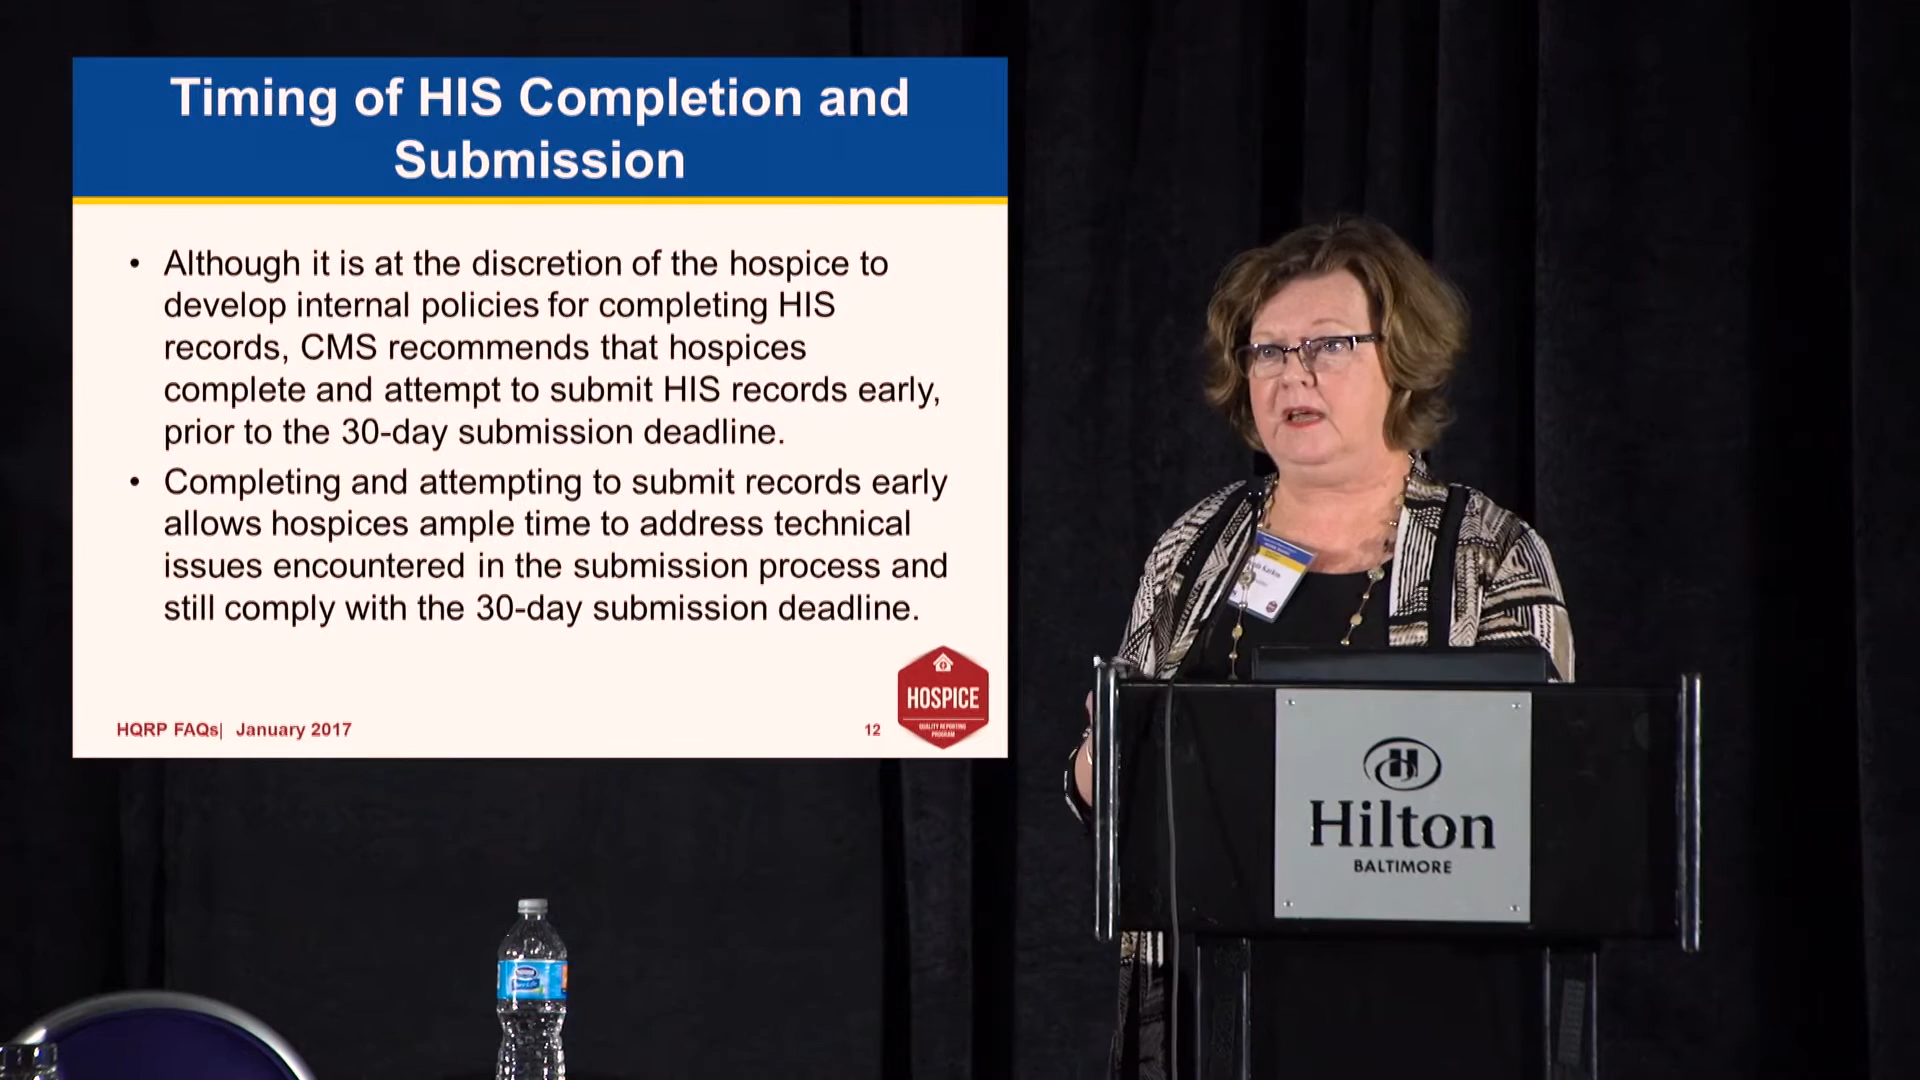 Timing of HIS Completion and
Submission
• Although it is at the discretion of the hospice to
develop internal policies for completing HIS
records, CMS recommends that hospices
complete and attempt to submit HIS records early,
prior to the 30-day submission deadline.
• Completing and attempting to submit records early
allows hospices ample time to address technical
issues encountered in the submission process and
still comply with the 30-day submission deadline.
HQRP FAQs| January 2017
12
HOSPICE
QUALITY REPORTING
PROGRAM
Hilton
BALTIMORE